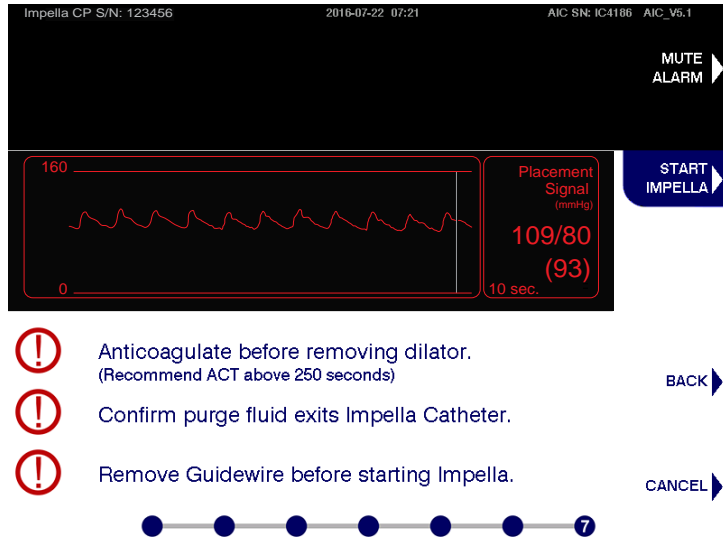 Impella CP S/N: 123456
2016-07-22 07:21
AIC SN: IC4186 AIC_V5.1
MUTE
ALARM
160
0
10 sec.
Placement
Signal
(mmHg)
109/80
(93)
START
IMPELLA
Anticoagulate before removing dilator.
(Recommend ACT above 250 seconds)
Confirm purge fluid exits Impella Catheter.
Remove Guidewire before starting Impella.
BACK
CANCEL
7